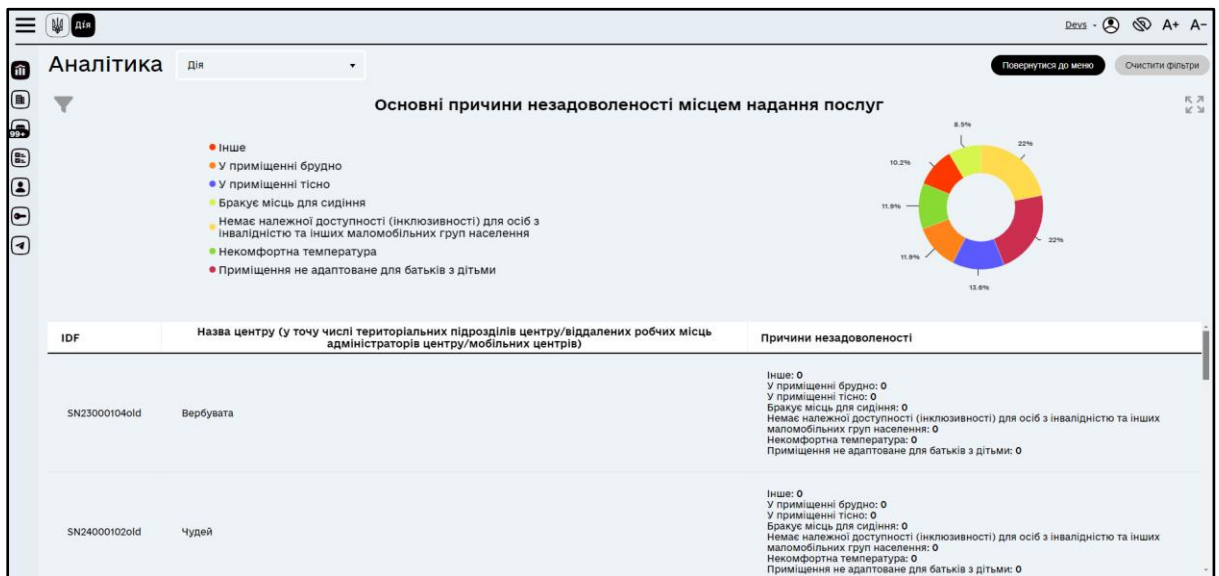 Дія
Devs
A+ A-
Аналітика
Дія
Повернутися до меню
Очистити фільтри
99+
Основні причини незадоволеності місцем надання послуг
Інше
У приміщенні брудно
У приміщенні тісно
Бракує місць для сидіння
Немає належної доступності (інклюзивності) для осіб з
інвалідністю та інших маломобільних груп населення
Некомфортна температура
Приміщення не адаптоване для батьків з дітьми
8.5%
22%
10.2%
11.9%
22%
11.9%
13.6%
IDF
Назва центру (у точу числі територіальних підрозділів центру/віддалених робчих місць
адміністраторів центру/мобільних центрів)
Причини незадоволеності
SN23000104old
Вербувата
Інше: 0
У приміщенні брудно: 0
У приміщенні тісно: 0
Бракує місць для сидіння: 0
Немає належної доступності (інклюзивності) для осіб з інвалідністю та інших
маломобільних груп населення: 0
Некомфортна температура: 0
Приміщення не адаптоване для батьків з дітьми: 0
SN24000102old
Чудей
Інше: 0
У приміщенні брудно: 0
У приміщенні тісно: 0
Бракує місць для сидіння: 0
Немає належної доступності (інклюзивності) для осіб з інвалідністю та інших
маломобільних груп населення: 0
Некомфортна температура: 0
Приміщення не адаптоване для батьків з дітьми: 0